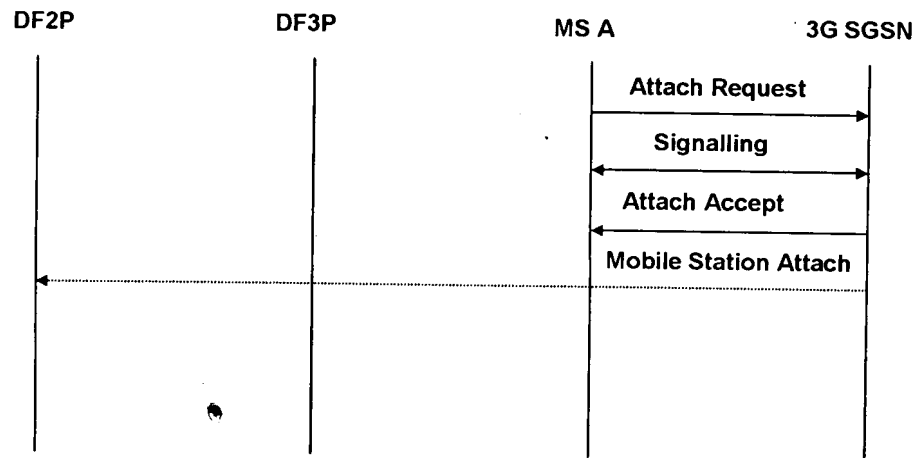 DF2P DF3P MS A 3G SGSN
Attach Request
Signalling
Attach Accept
Mobile Station Attach